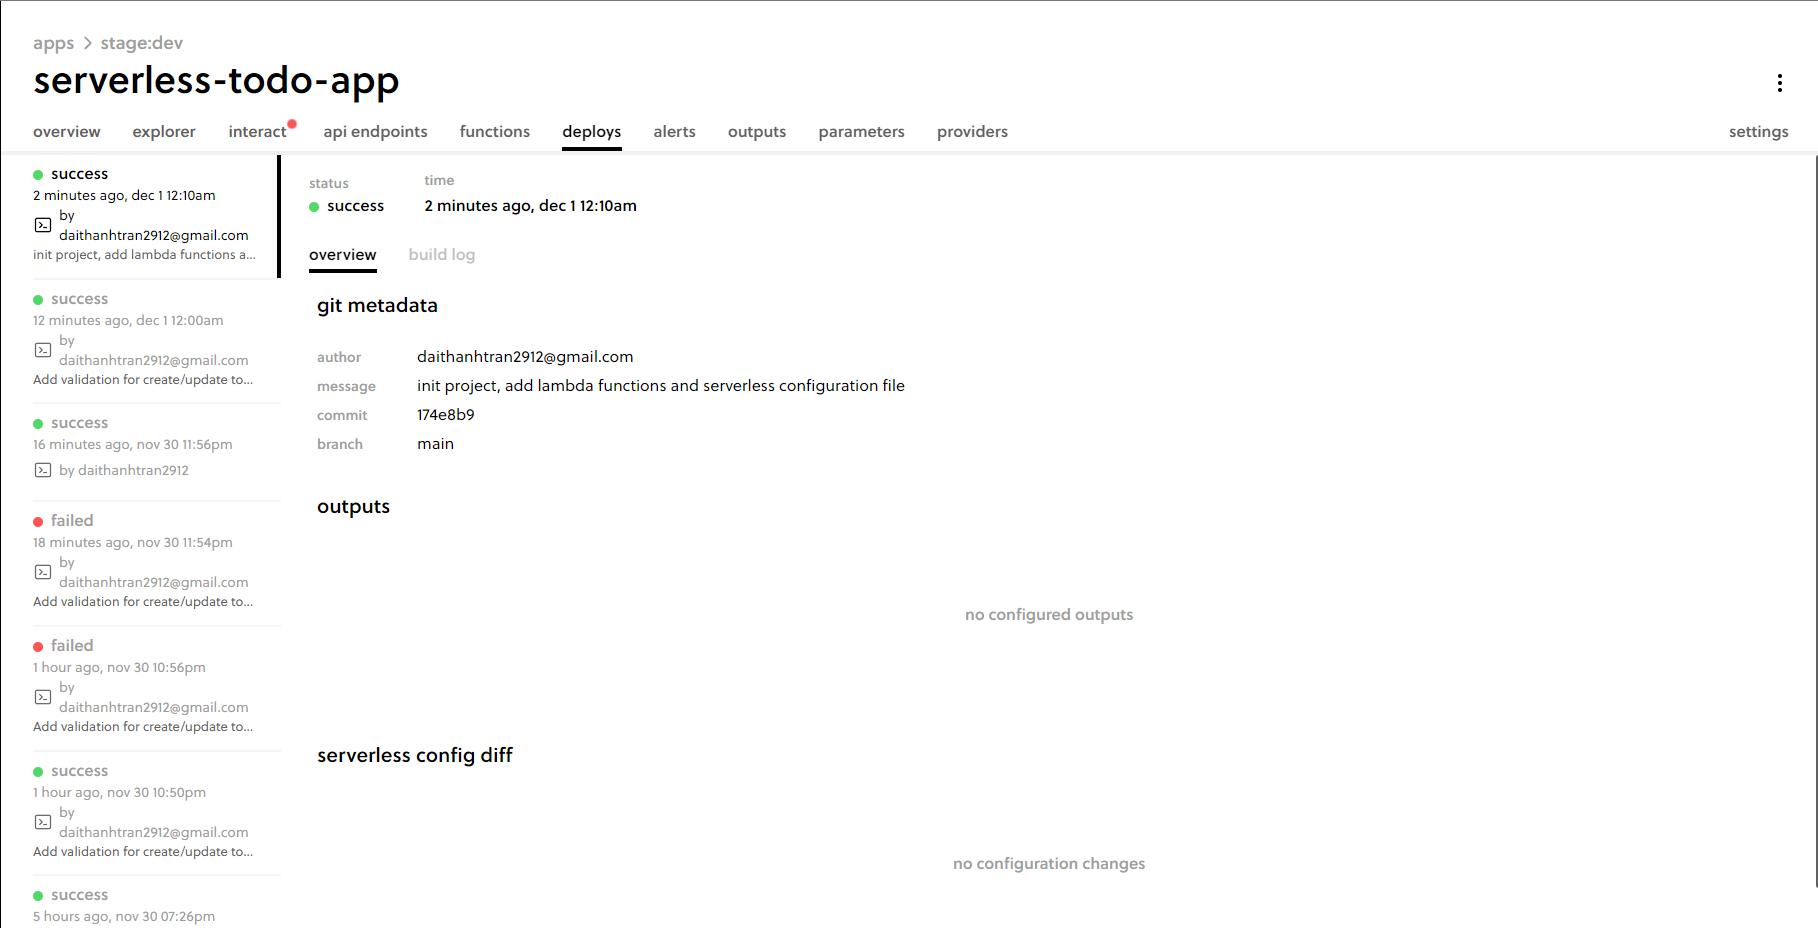 apps > stage:dev
serverless-todo-app
overview explorer interact api endpoints functions deploys alerts outputs parameters providers settings
success
2 minutes ago, dec 1 12:10am
by
daithanhtran2912@gmail.com
init project, add lambda functions a...
success
12 minutes ago, dec 1 12:00am
by
daithanhtran2912@gmail.com
Add validation for create/update to...
success
16 minutes ago, nov 30 11:56pm
by daithanhtran2912
failed
18 minutes ago, nov 30 11:54pm
by
daithanhtran2912@gmail.com
Add validation for create/update to...
failed
1 hour ago, nov 30 10:56pm
by
daithanhtran2912@gmail.com
Add validation for create/update to...
success
1 hour ago, nov 30 10:50pm
by
daithanhtran2912@gmail.com
Add validation for create/update to...
success
5 hours ago, nov 30 07:26pm
status time
success 2 minutes ago, dec 1 12:10am
overview build log
git metadata
author daithanhtran2912@gmail.com
message init project, add lambda functions and serverless configuration file
commit 174e8b9
branch main
outputs
no configured outputs
serverless config diff
no configuration changes